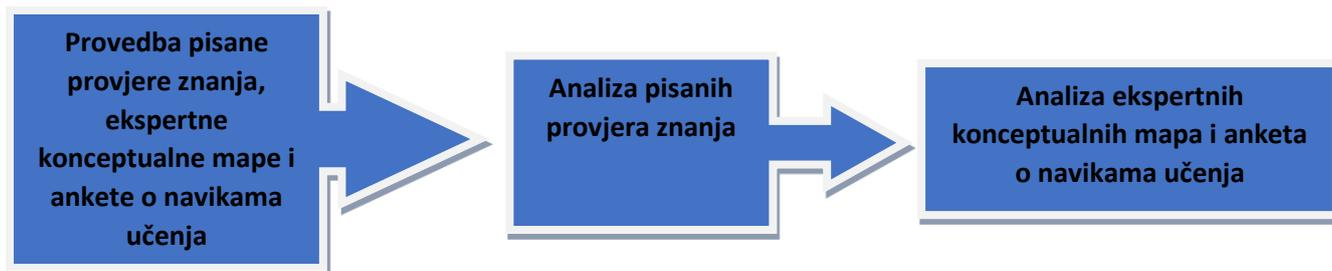 Provedba pisane
provjere znanja,
ekspertne
konceptualne mape i
ankete o navikama
učenja
Analiza pisanih
provjera znanja
Analiza ekspertnih
konceptualnih mapa i anketa
o navikama učenja